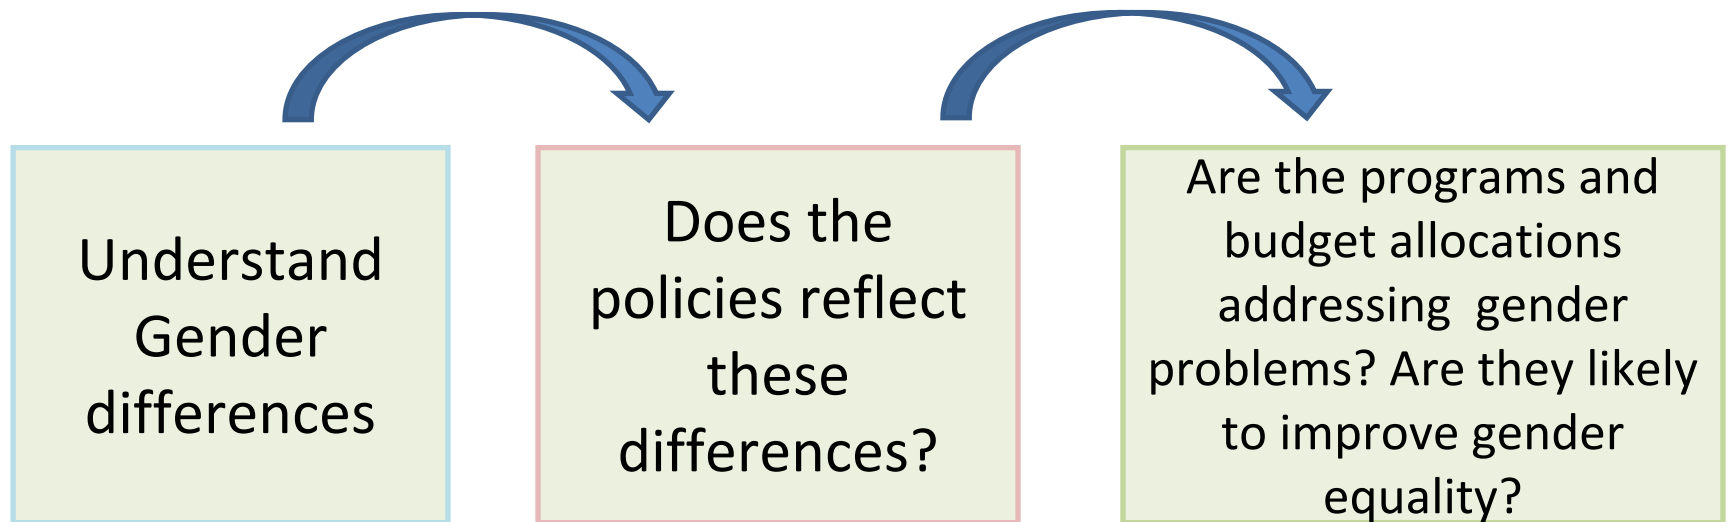 Understand
Gender
differences
Does the
policies reflect
these
differences?
Are the programs and
budget allocations
addressing  gender
problems? Are they likely
to improve gender
equality?